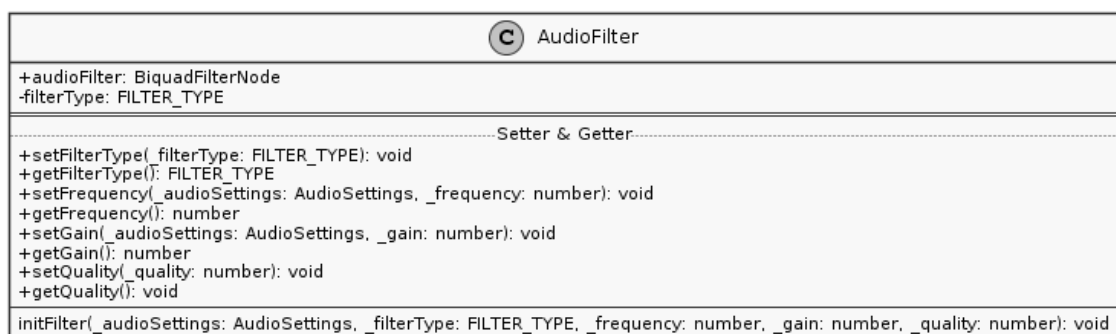 C AudioFilter
+audioFilter: BiquadFilterNode
-filterType: FILTER_TYPE
Setter & Getter
+setFilterType(_filterType: FILTER_TYPE): void
+getFilterType(): FILTER_TYPE
+setFrequency(_audioSettings: AudioSettings, _frequency: number): void
+getFrequency(): number
+setGain(_audioSettings: AudioSettings, _gain: number): void
+getGain(): number
+setQuality(_quality: number): void
+getQuality(): void
initFilter(_audioSettings: AudioSettings, _filterType: FILTER_TYPE, _frequency: number, _gain: number, _quality: number): void